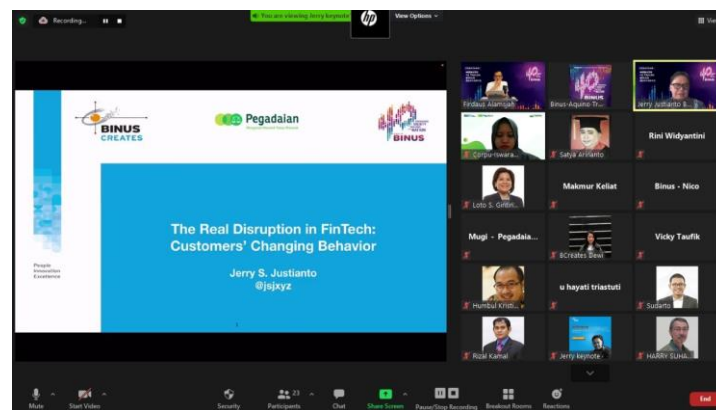 Recording...
You are viewing Jerry keynote
hp
View Options
View
BINUS
CREATES
Pegadaian
BINUS
The Real Disruption in FinTech:
Customers' Changing Behavior
Jerry S. Justianto
@jsjxyz
People
Innovation
Excellence
Firdaus Alamsjah
Binus-Aquino Tr...
Jerry Justianto B...
Corpu-Iswara...
Satya Arinanto
Rini Widyantini
Loto S. Ginting...
Makmur Keliat
Binus - Nico
Mugi - Pegadaia...
BCreates Dewi
Vicky Taufik
Humbul Kristi...
u hayati triastuti
Sudarto
Rizal Kamal
Jerry keynote
HARRY SUHA...
Mute
Start Video
Security
Participants
23
Chat
Share Screen
Pause/Stop Recording
Breakout Rooms
Reactions
End